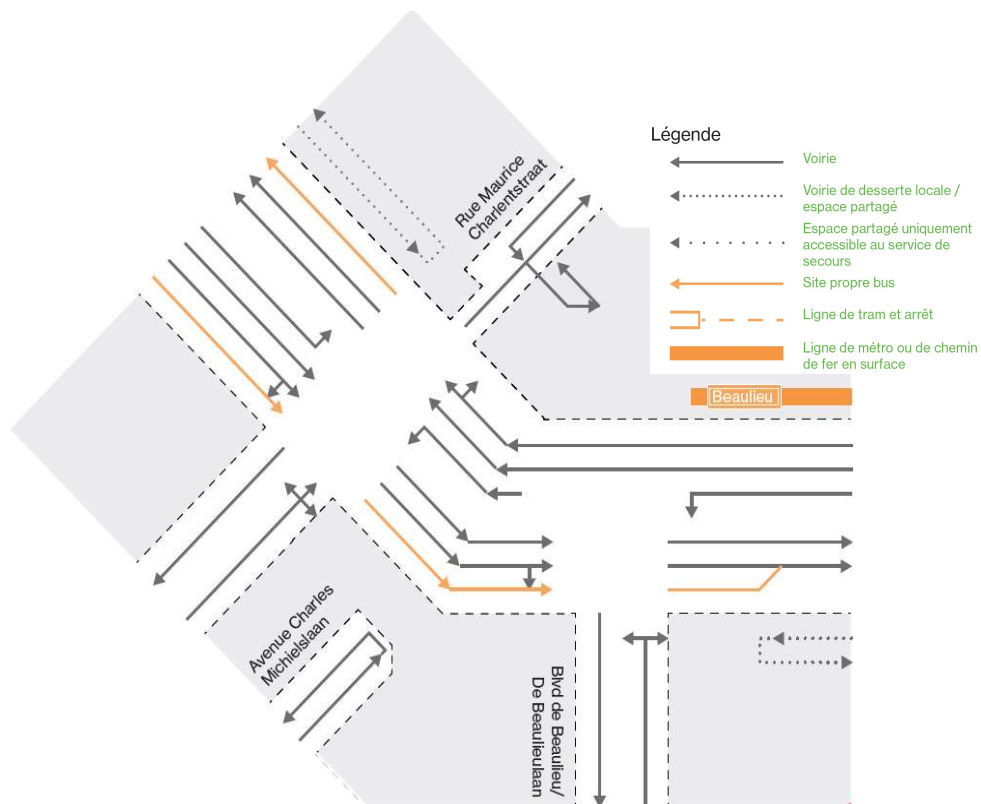 Rue Maurice
Charlentstraat
Légende
Voirie
Voirie de desserte locale /
espace partagé
Espace partagé uniquement
accessible au service de
secours
Site propre bus
Ligne de tram et arrêt
Ligne de métro ou de chemin
de fer en surface
Beaulieu
Avenue Charles
Michielslaan
Blvd de Beaulieu/
De Beaulieulaan